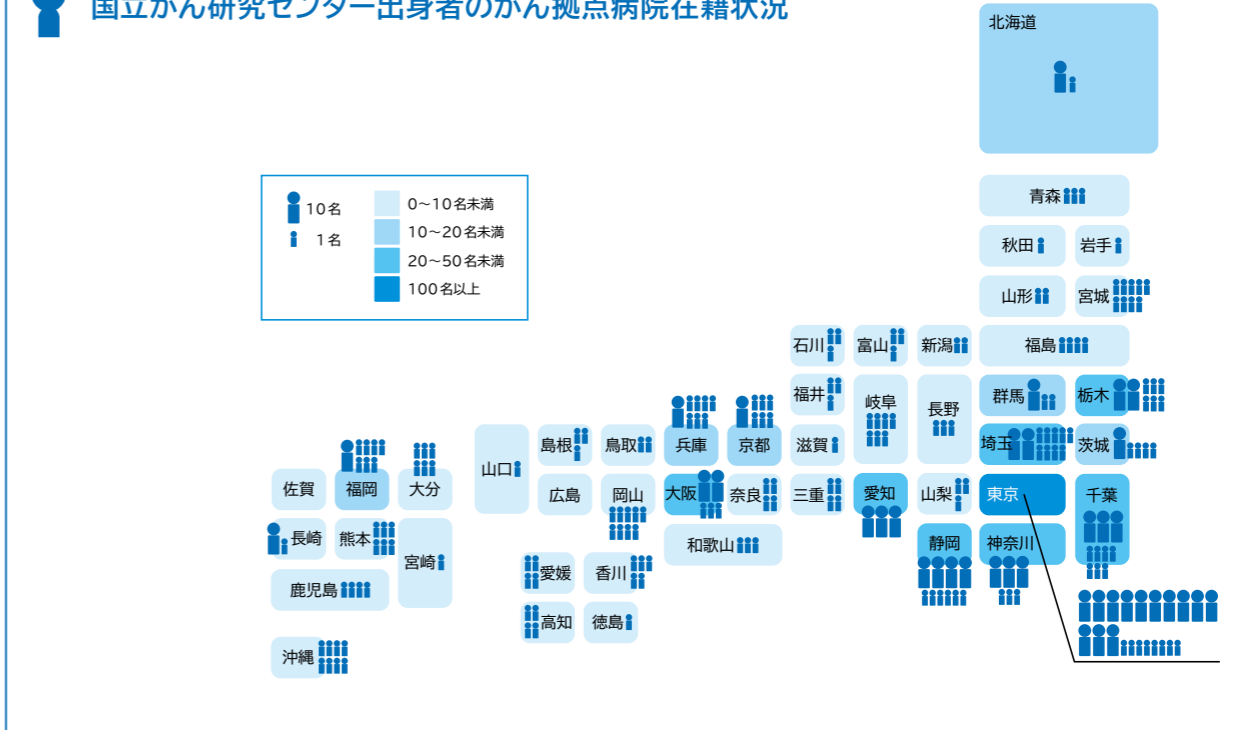 国立がん研究センター出身者のがん拠点病院在籍状況
北海道
10名
1名
0～10名未満
10～20名未満
20～50名未満
100名以上
青森
秋田
岩手
山形
宮城
石川
富山
新潟
福島
福井
岐阜
長野
群馬
栃木
島根
鳥取
兵庫
京都
滋賀
埼玉
茨城
山口
佐賀
福岡
大分
広島
岡山
大阪
奈良
三重
愛知
山梨
東京
千葉
長崎
熊本
宮崎
和歌山
静岡
神奈川
鹿児島
愛媛
香川
高知
徳島
沖縄